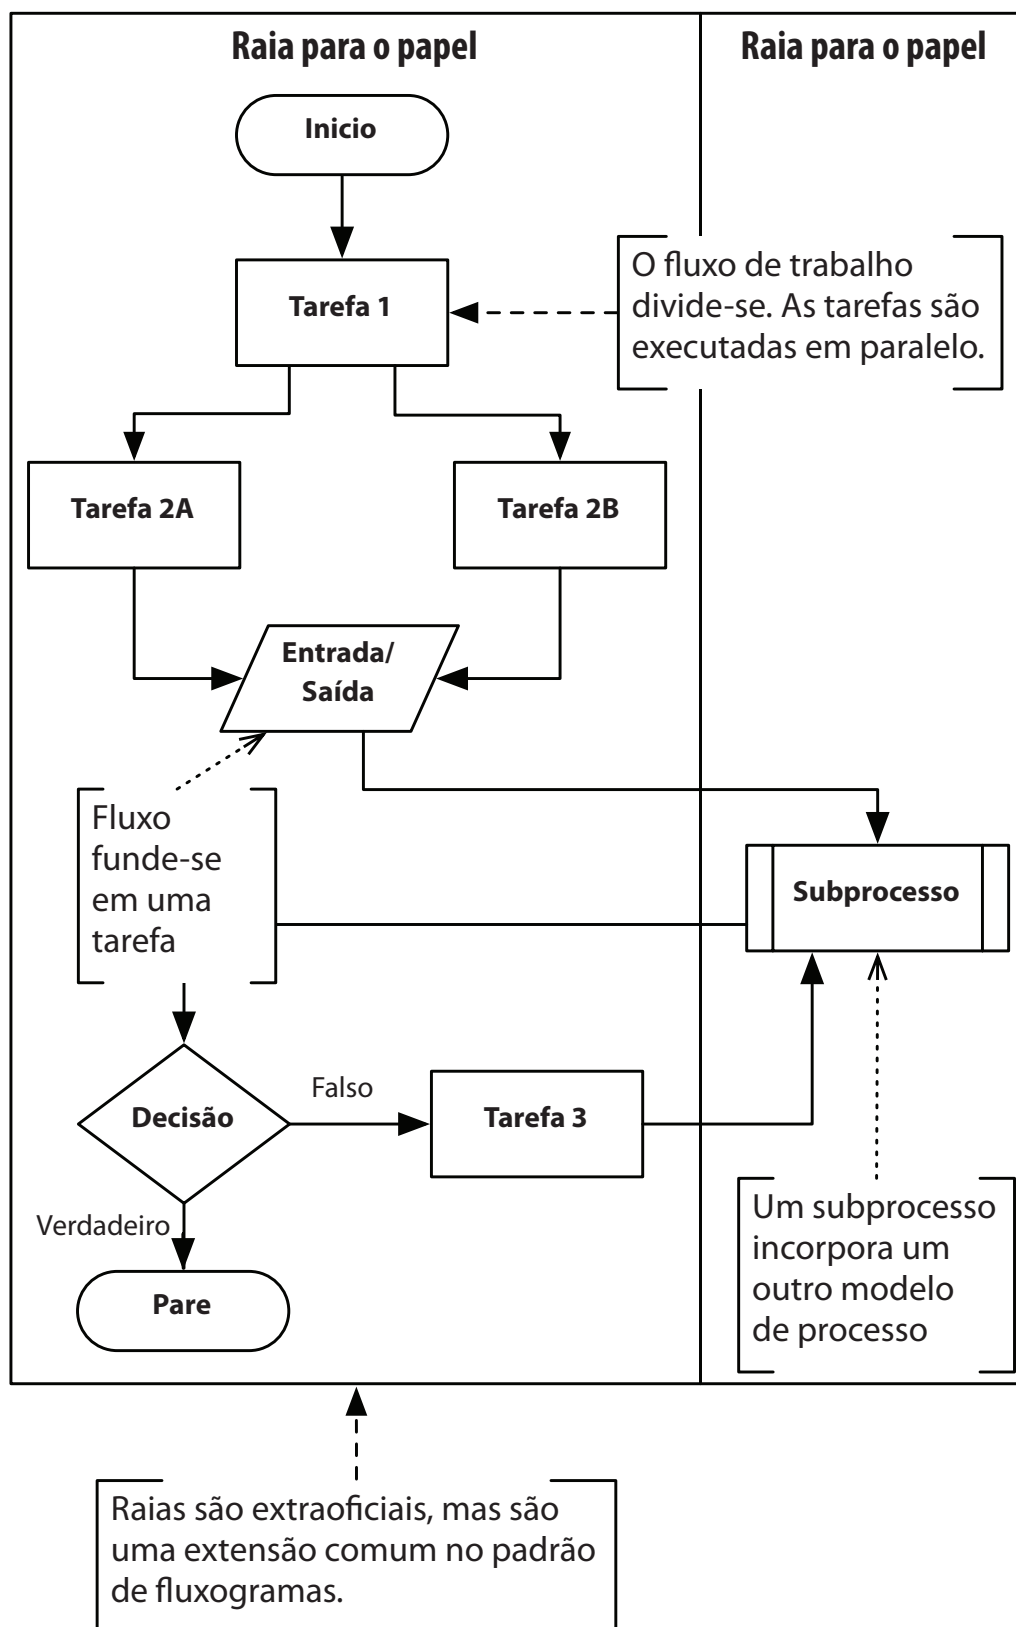 Raia para o papel
Raia para o papel
Inicio
O fluxo de trabalho
divide-se. As tarefas são
executadas em paralelo.
Tarefa 1
Tarefa 2A
Tarefa 2B
Entrada/
Saída
Fluxo
funde-se
em uma
tarefa
Subprocesso
Decisão
Falso
Tarefa 3
Verdadeiro
Pare
Um subprocesso
incorpora um
outro modelo
de processo
Raias são extraoficiais, mas são
uma extensão comum no padrão
de fluxogramas.